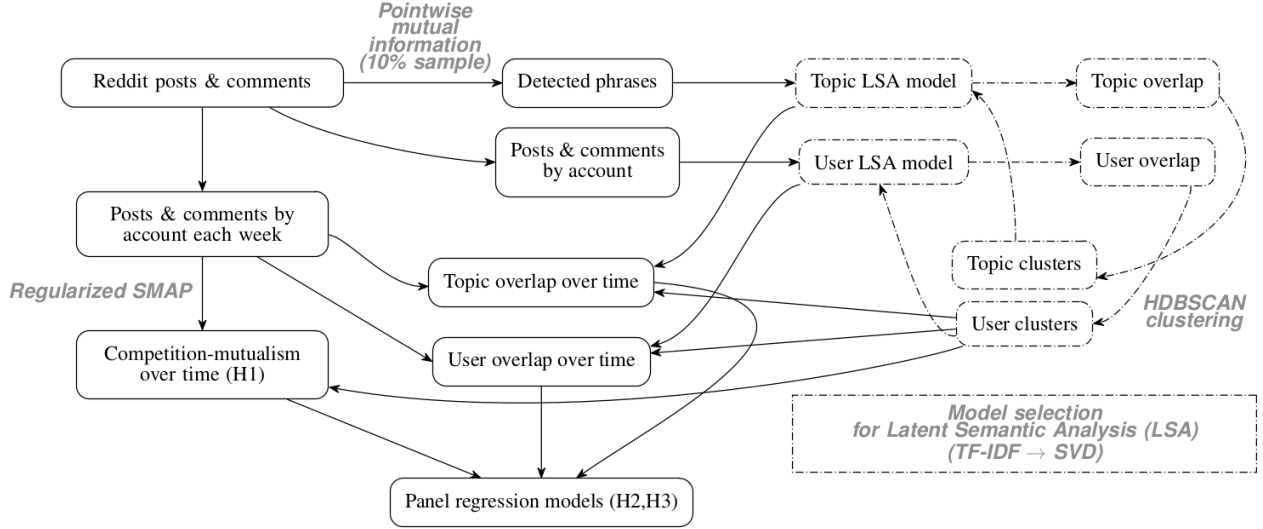 Pointwise
mutual
information
(10% sample)
Reddit posts & comments
Detected phrases
Topic LSA model
Topic overlap
Posts & comments
by account
User LSA model
User overlap
Posts & comments by
account each week
Topic clusters
Regularized SMAP
Topic overlap over time
User clusters
HDBSCAN
clustering
Competition-mutualism
over time (H1)
User overlap over time
Model selection
for Latent Semantic Analysis (LSA)
(TF-IDF → SVD)
Panel regression models (H2,H3)